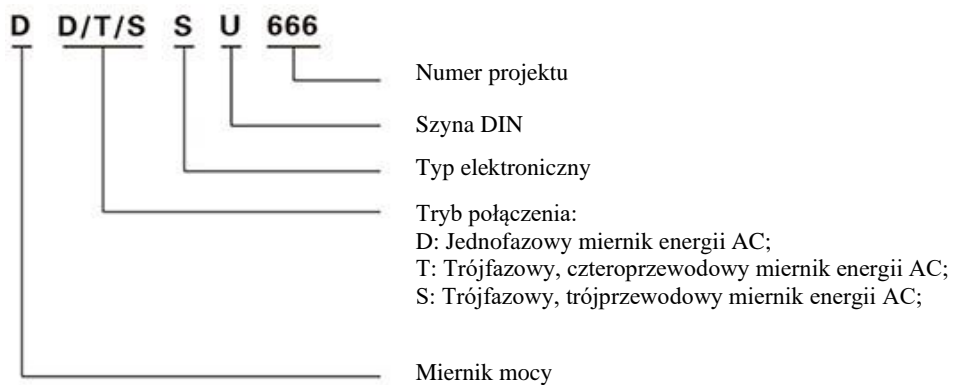 D D/T/S S U 666
Numer projektu
Szyna DIN
Typ elektroniczny
Tryb połączenia:
D: Jednofazowy miernik energii AC;
T: Trójfazowy, czteroprzewodowy miernik energii AC;
S: Trójfazowy, trójprzewodowy miernik energii AC;
Miernik mocy